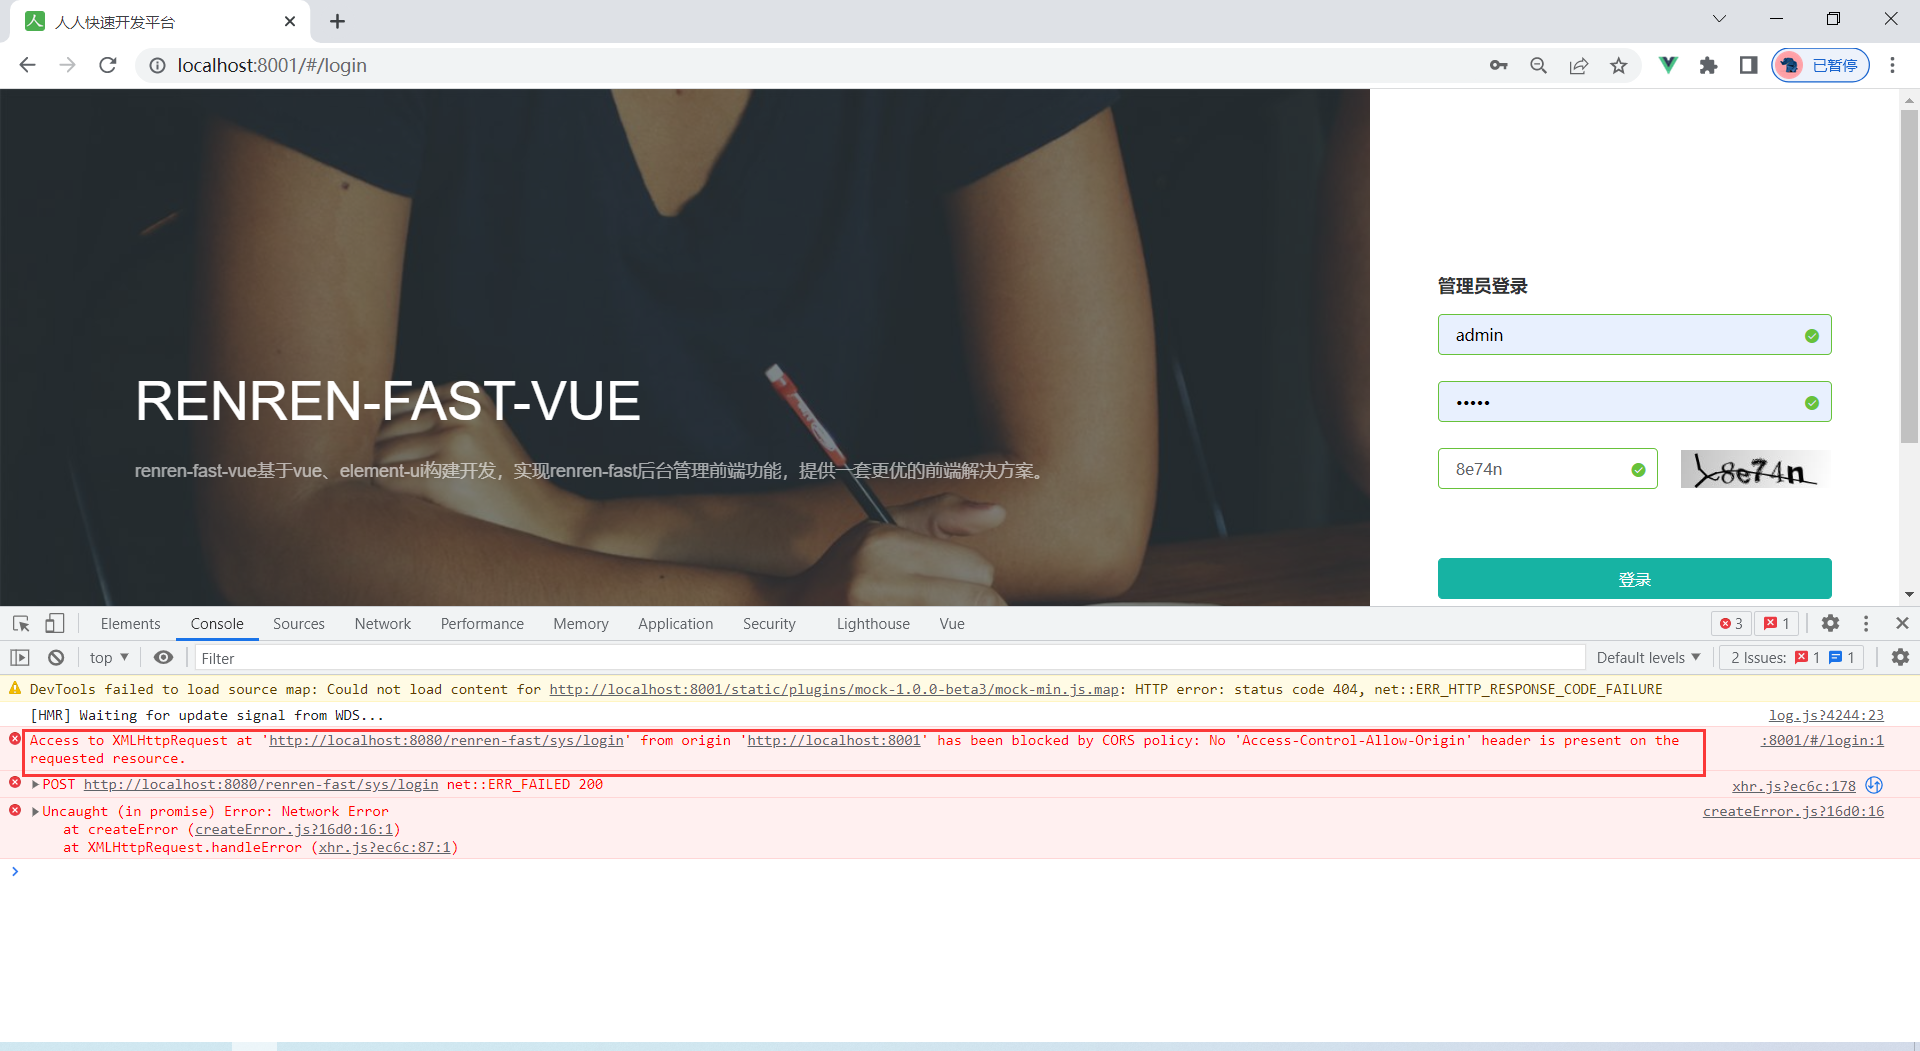 人人快速开发平台
localhost:8001/#/login
已暂停
RENREN-FAST-VUE
renren-fast-vue基于vue、element-ui构建开发，实现renren-fast后台管理前端功能，提供一套更优的前端解决方案。
管理员登录
admin
•••••
8e74n
8e74n
登录
Elements Console Sources Network Performance Memory Application Security Lighthouse Vue 3 1
top Filter Default levels 2 Issues: 1 1
DevTools failed to load source map: Could not load content for http://localhost:8001/static/plugins/mock-1.0.0-beta3/mock-min.js.map: HTTP error: status code 404, net::ERR_HTTP_RESPONSE_CODE_FAILURE
[HMR] Waiting for update signal from WDS... log.js?4244:23
Access to XMLHttpRequest at 'http://localhost:8080/renren-fast/sys/login' from origin 'http://localhost:8001' has been blocked by CORS policy: No 'Access-Control-Allow-Origin' header is present on the :8001/#/login:1
requested resource.
POST http://localhost:8080/renren-fast/sys/login net::ERR_FAILED 200 xhr.js?ec6c:178
Uncaught (in promise) Error: Network Error createError.js?16d0:16
at createError (createError.js?16d0:16:1)
at XMLHttpRequest.handleError (xhr.js?ec6c:87:1)